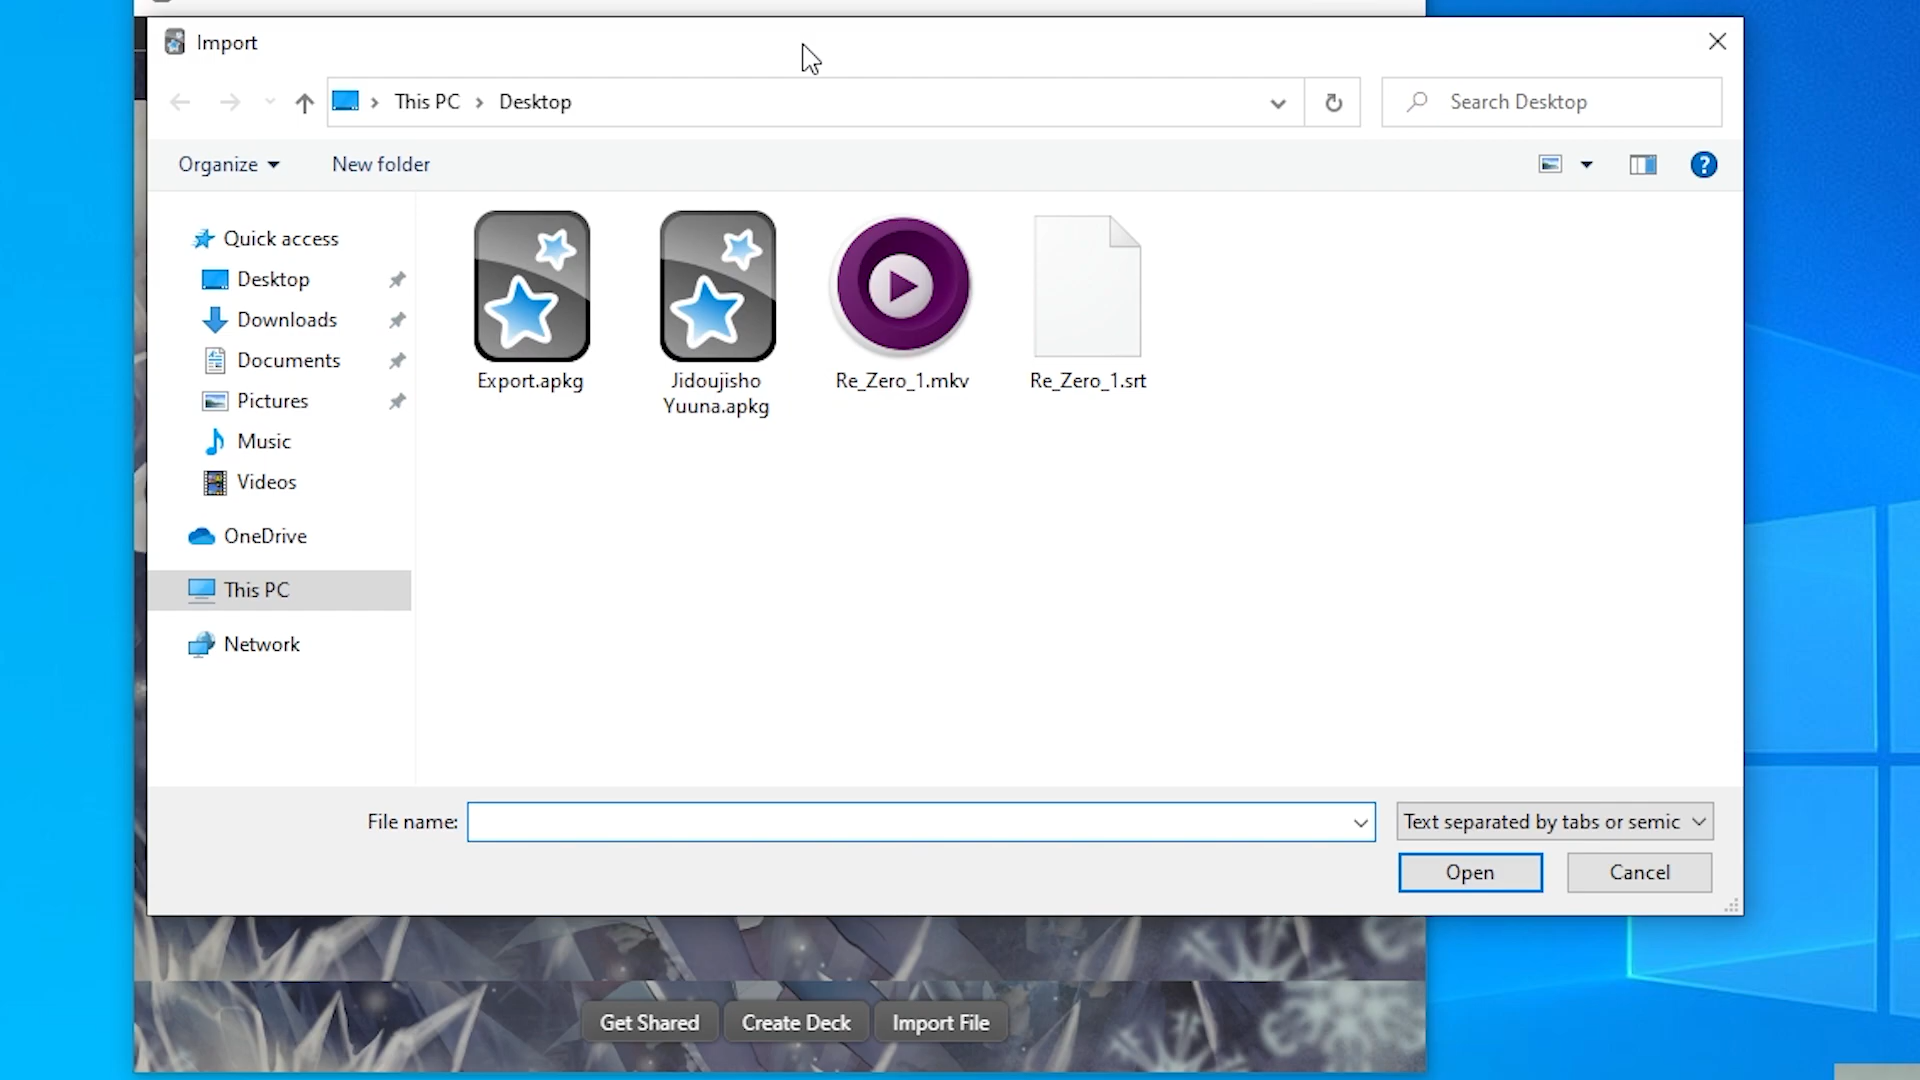 Import
This PC
Desktop
Search Desktop
Organize
New folder
?
Quick access
Desktop
Downloads
Documents
Pictures
Music
Videos
OneDrive
This PC
Network
Export.apkg
Jidoujisho
Yuuna.apkg
Re_Zero_1.mkv
Re_Zero_1.srt
File name:
Text separated by tabs or semic
Open
Cancel
Get Shared
Create Deck
Import File